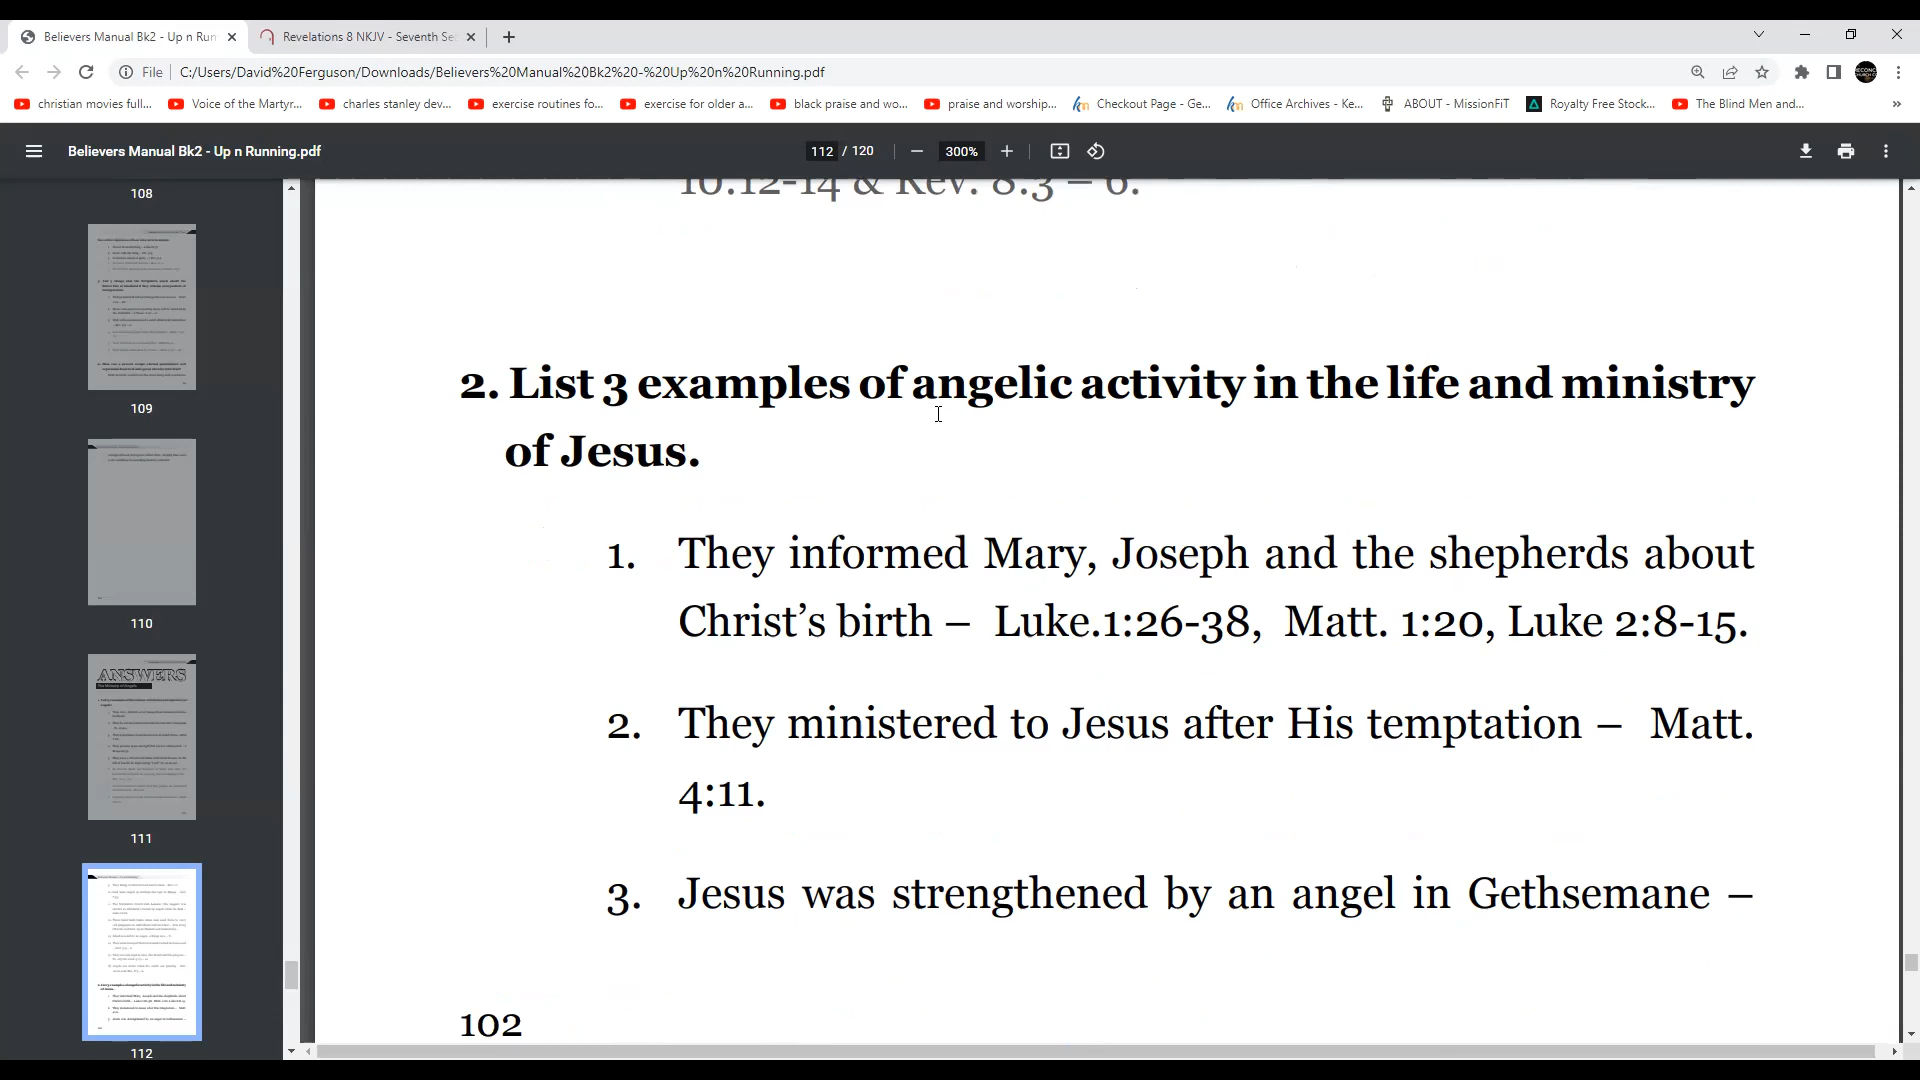 Believers Manual Bk2 - Up n Run
Revelations 8 NKJV - Seventh Se
File
C:/Users/David%20Ferguson/Downloads/Believers%20Manual%20Bk2%20-%20Up%20n%20Running.pdf
christian movies full...
Voice of the Martyr...
charles stanley dev...
exercise routines fo...
exercise for older a...
black praise and wo...
praise and worship...
Checkout Page - Ge...
Office Archives - Ke...
ABOUT - MissionFiT
Royalty Free Stock...
The Blind Men and...
Believers Manual Bk2 - Up n Running.pdf
112 / 120
300%
108
109
110
ANSWERS
The Ministry of Angels
111
112
10:12-14 & Rev. 8:3 – 6.
2. List 3 examples of angelic activity in the life and ministry
of Jesus.
1. They informed Mary, Joseph and the shepherds about
Christ’s birth – Luke.1:26-38, Matt. 1:20, Luke 2:8-15.
2. They ministered to Jesus after His temptation – Matt.
4:11.
3. Jesus was strengthened by an angel in Gethsemane –
102